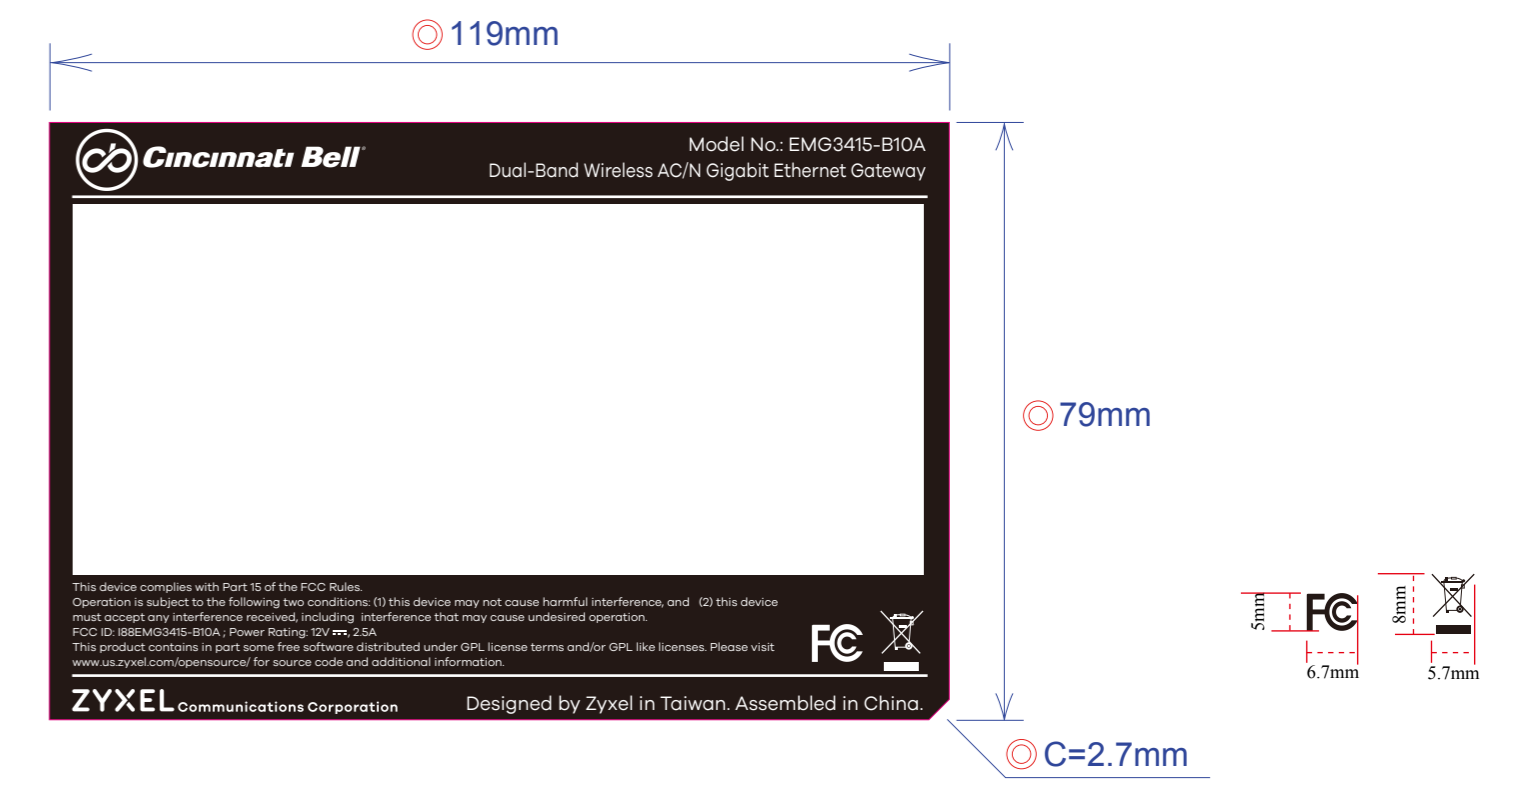 119mm
Cincinnati Bell
Model No.: EMG3415-B10A
Dual-Band Wireless AC/N Gigabit Ethernet Gateway
79mm
This device complies with Part 15 of the FCC Rules.
Operation is subject to the following two conditions: (1) this device may not cause harmful interference, and (2) this device
must accept any interference received, including interference that may cause undesired operation.
FCC ID: I88EMG3415-B10A ; Power Rating: 12V ⎓, 2.5A
This product contains in part some free software distributed under GPL license terms and/or GPL like licenses. Please visit
www.us.zyxel.com/opensource/ for source code and additional information.
FC
ZYXEL Communications Corporation
Designed by Zyxel in Taiwan. Assembled in China.
C=2.7mm
5mm
FC
6.7mm
8mm
5.7mm